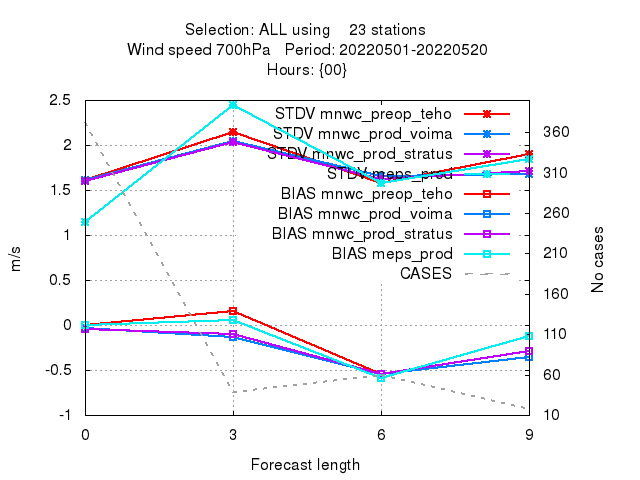 Selection: ALL using    23 stations
Wind speed 700hPa   Period: 20220501-20220520
Hours: {00}
2.5
2
1.5
1
0.5
0
-0.5
-1
m/s
STDV mnwc_preop_teho
STDV mnwc_prod_voima
STDV mnwc_prod_stratus
STDV meps_prod
BIAS mnwc_preop_teho
BIAS mnwc_prod_voima
BIAS mnwc_prod_stratus
BIAS meps_prod
CASES
360
310
260
210
160
110
60
10
No cases
0 3 6 9
Forecast length